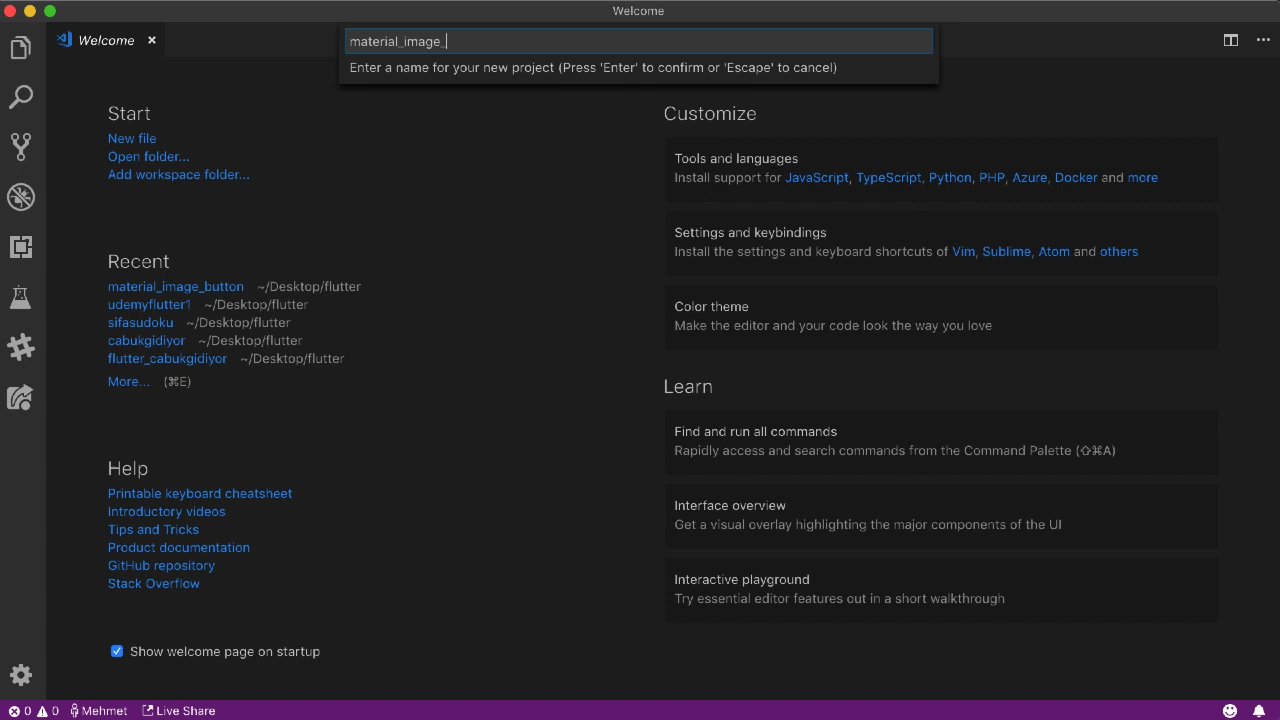 Welcome
Welcome
material_image_
Enter a name for your new project (Press 'Enter' to confirm or 'Escape' to cancel)
Start
New file
Open folder...
Add workspace folder...
Recent
material_image_button ~/Desktop/flutter
udemyflutter1 ~/Desktop/flutter
sifasudoku ~/Desktop/flutter
cabukgidiyor ~/Desktop/flutter
flutter_cabukgidiyor ~/Desktop/flutter
More... (⌘E)
Help
Printable keyboard cheatsheet
Introductory videos
Tips and Tricks
Product documentation
GitHub repository
Stack Overflow
Show welcome page on startup
Customize
Tools and languages
Install support for JavaScript, TypeScript, Python, PHP, Azure, Docker and more
Settings and keybindings
Install the settings and keyboard shortcuts of Vim, Sublime, Atom and others
Color theme
Make the editor and your code look the way you love
Learn
Find and run all commands
Rapidly access and search commands from the Command Palette (⇧⌘A)
Interface overview
Get a visual overlay highlighting the major components of the UI
Interactive playground
Try essential editor features out in a short walkthrough
0 0 Mehmet Live Share